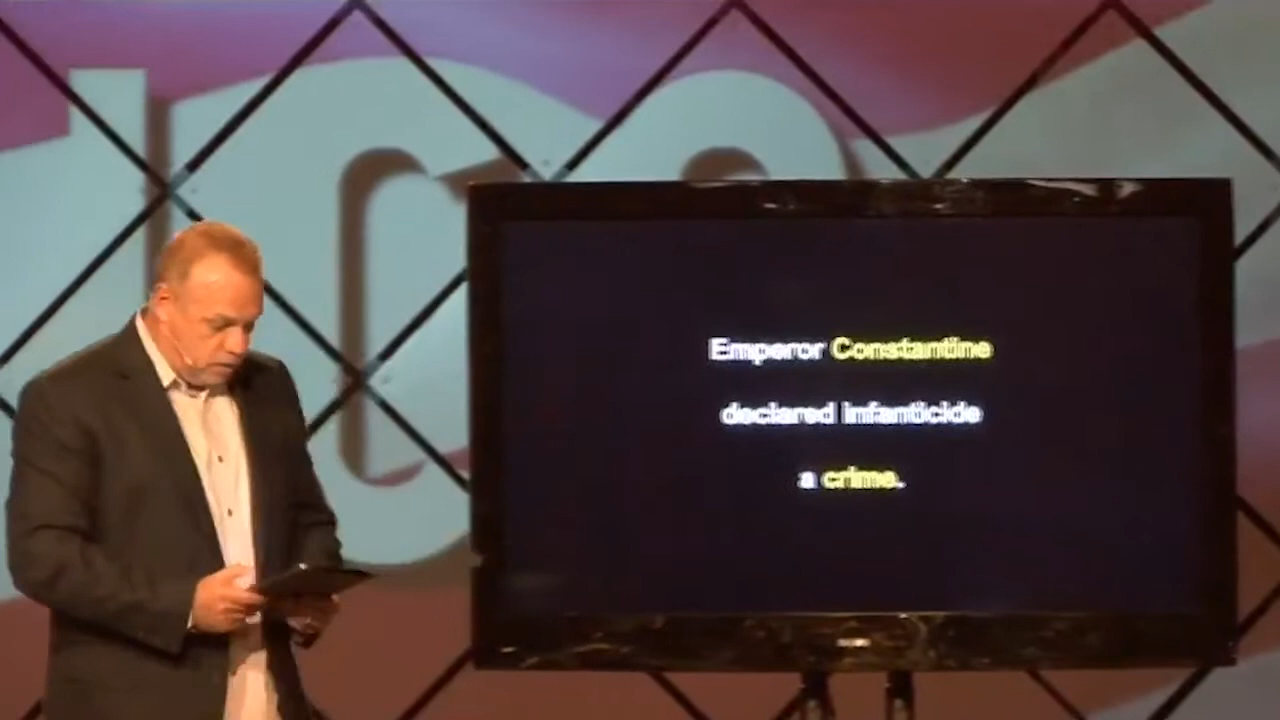 Emperor Constantine
declared infanticide
a crime.